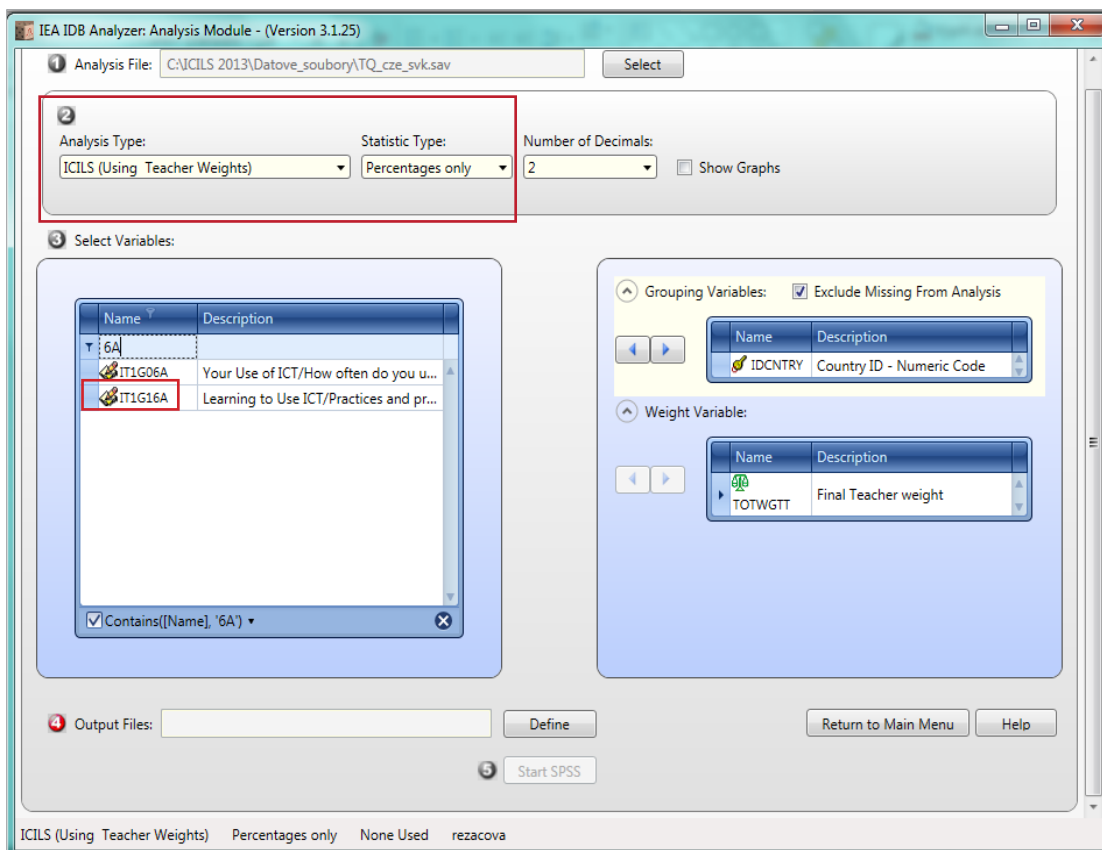 IEA IDB Analyzer: Analysis Module - (Version 3.1.25)
1 Analysis File: C:\ICILS 2013\Datove_soubory\TQ_cze_svk.sav Select
2
Analysis Type: Statistic Type: Number of Decimals:
ICILS (Using Teacher Weights) Percentages only 2 Show Graphs
3 Select Variables:
Grouping Variables: Exclude Missing From Analysis
Name Description
IDCNTRY Country ID - Numeric Code
Name Description
6A
IT1G06A Your Use of ICT/How often do you u...
IT1G16A Learning to Use ICT/Practices and pr...
Weight Variable:
Name Description
TOTWGTT Final Teacher weight
Contains([Name], '6A')
4 Output Files: Define Return to Main Menu Help
5 Start SPSS
ICILS (Using Teacher Weights) Percentages only None Used rezacova